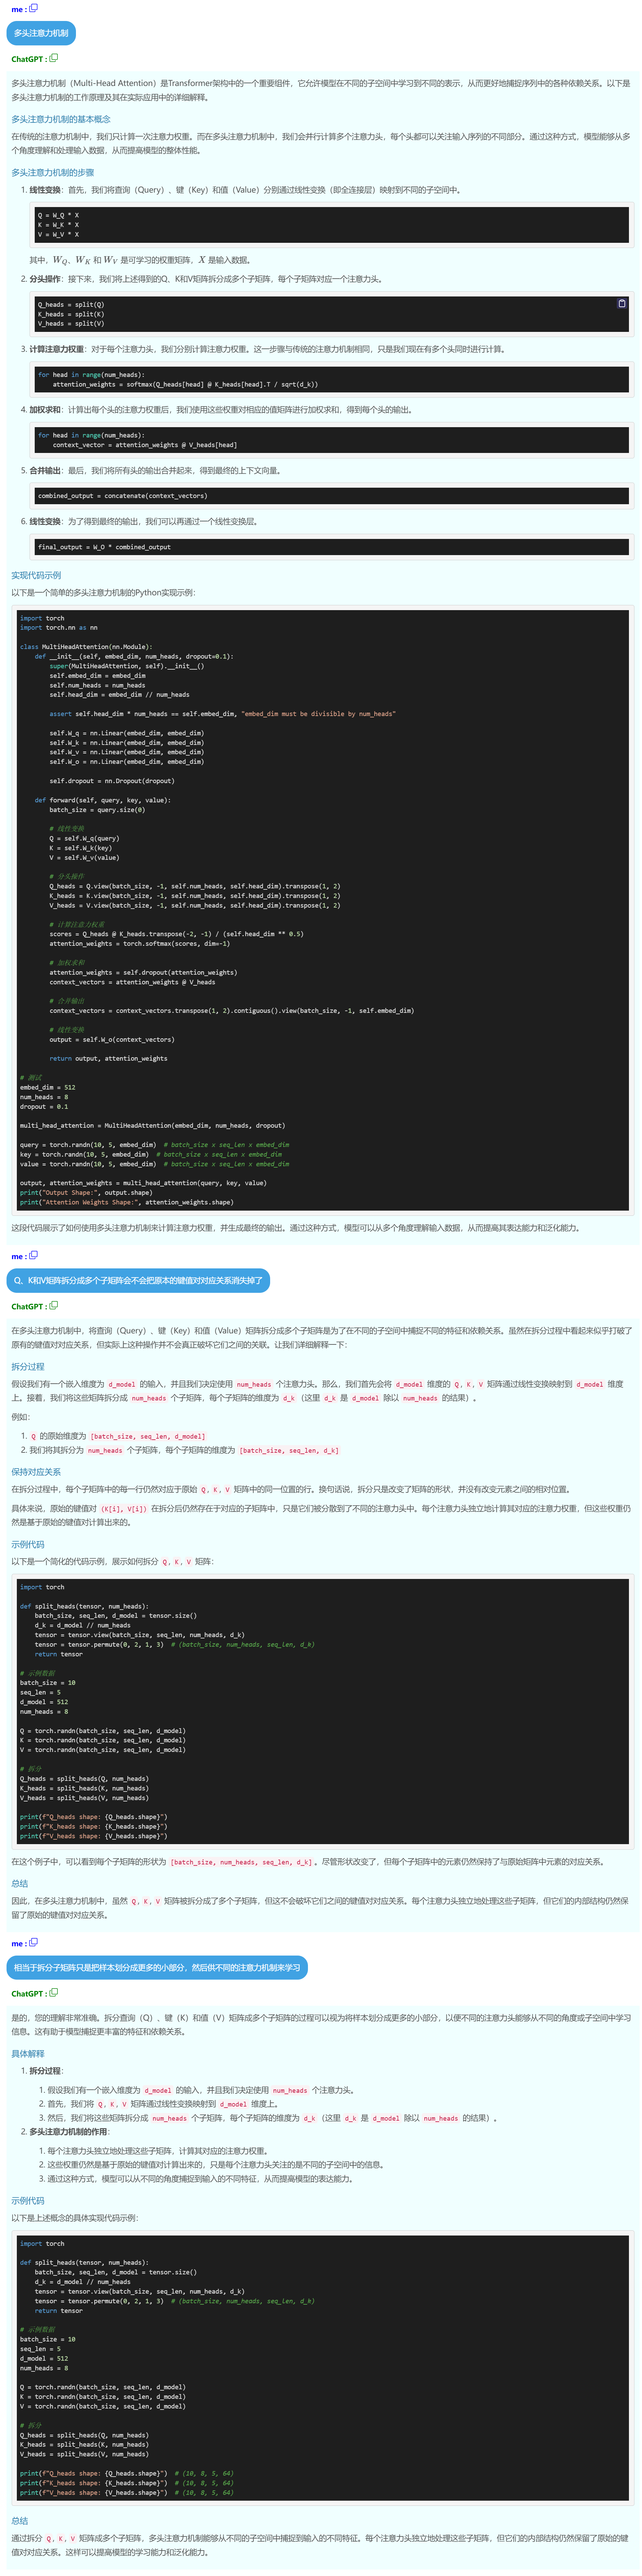 me :
多头注意力机制
ChatGPT :
多头注意力机制（Multi-Head Attention）是Transformer架构中的一个重要组件，它允许模型在不同的子空间中学习到不同的表示，从而更好地捕捉序列中的各种依赖关系。以下是
多头注意力机制的工作原理及其在实际应用中的详细解释。
多头注意力机制的基本概念
在传统的注意力机制中，我们只计算一次注意力权重。而在多头注意力机制中，我们会并行计算多个注意力头，每个头都可以关注输入序列的不同部分。通过这种方式，模型能够从多
个角度理解和处理输入数据，从而提高模型的整体性能。
多头注意力机制的步骤
1. 线性变换：首先，我们将查询（Query）、键（Key）和值（Value）分别通过线性变换（即全连接层）映射到不同的子空间中。
Q = W_Q * X
K = W_K * X
V = W_V * X
其中，W_Q、W_K 和 W_V 是可学习的权重矩阵，X 是输入数据。
2. 分头操作：接下来，我们将上述得到的Q、K和V矩阵拆分成多个子矩阵，每个子矩阵对应一个注意力头。
Q_heads = split(Q)
K_heads = split(K)
V_heads = split(V)
3. 计算注意力权重：对于每个注意力头，我们分别计算注意力权重。这一步骤与传统的注意力机制相同，只是我们现在有多个头同时进行计算。
for head in range(num_heads):
    attention_weights = softmax(Q_heads[head] @ K_heads[head].T / sqrt(d_k))
4. 加权求和：计算出每个头的注意力权重后，我们使用这些权重对相应的值矩阵进行加权求和，得到每个头的输出。
for head in range(num_heads):
    context_vector = attention_weights @ V_heads[head]
5. 合并输出：最后，我们将所有头的输出合并起来，得到最终的上下文向量。
combined_output = concatenate(context_vectors)
6. 线性变换：为了得到最终的输出，我们可以再通过一个线性变换层。
final_output = W_O * combined_output
实现代码示例
以下是一个简单的多头注意力机制的Python实现示例：
import torch
import torch.nn as nn
class MultiHeadAttention(nn.Module):
    def __init__(self, embed_dim, num_heads, dropout=0.1):
        super(MultiHeadAttention, self).__init__()
        self.embed_dim = embed_dim
        self.num_heads = num_heads
        self.head_dim = embed_dim // num_heads
        assert self.head_dim * num_heads == self.embed_dim, "embed_dim must be divisible by num_heads"
        self.W_q = nn.Linear(embed_dim, embed_dim)
        self.W_k = nn.Linear(embed_dim, embed_dim)
        self.W_v = nn.Linear(embed_dim, embed_dim)
        self.W_o = nn.Linear(embed_dim, embed_dim)
        self.dropout = nn.Dropout(dropout)
    def forward(self, query, key, value):
        batch_size = query.size(0)
        # 线性变换
        Q = self.W_q(query)
        K = self.W_k(key)
        V = self.W_v(value)
        # 分头操作
        Q_heads = Q.view(batch_size, -1, self.num_heads, self.head_dim).transpose(1, 2)
        K_heads = K.view(batch_size, -1, self.num_heads, self.head_dim).transpose(1, 2)
        V_heads = V.view(batch_size, -1, self.num_heads, self.head_dim).transpose(1, 2)
        # 计算注意力权重
        scores = Q_heads @ K_heads.transpose(-2, -1) / (self.head_dim ** 0.5)
        attention_weights = torch.softmax(scores, dim=-1)
        # 加权求和
        attention_weights = self.dropout(attention_weights)
        context_vectors = attention_weights @ V_heads
        # 合并输出
        context_vectors = context_vectors.transpose(1, 2).contiguous().view(batch_size, -1, self.embed_dim)
        # 线性变换
        output = self.W_o(context_vectors)
        return output, attention_weights
# 测试
embed_dim = 512
num_heads = 8
dropout = 0.1
multi_head_attention = MultiHeadAttention(embed_dim, num_heads, dropout)
query = torch.randn(10, 5, embed_dim)  # batch_size x seq_len x embed_dim
key = torch.randn(10, 5, embed_dim)  # batch_size x seq_len x embed_dim
value = torch.randn(10, 5, embed_dim)  # batch_size x seq_len x embed_dim
output, attention_weights = multi_head_attention(query, key, value)
print("Output Shape:", output.shape)
print("Attention Weights Shape:", attention_weights.shape)
这段代码展示了如何使用多头注意力机制来计算注意力权重，并生成最终的输出。通过这种方式，模型可以从多个角度理解输入数据，从而提高其表达能力和泛化能力。
me :
Q、K和V矩阵拆分成多个子矩阵会不会把原本的键值对对应关系消失掉了
ChatGPT :
在多头注意力机制中，将查询（Query）、键（Key）和值（Value）矩阵拆分成多个子矩阵是为了在不同的子空间中捕捉不同的特征和依赖关系。虽然在拆分过程中看起来似乎打破了
原有的键值对对应关系，但实际上这种操作并不会真正破坏它们之间的关联。让我们详细解释一下：
拆分过程
假设我们有一个嵌入维度为 d_model 的输入，并且我们决定使用 num_heads 个注意力头。那么，我们首先会将 d_model 维度的 Q, K, V 矩阵通过线性变换映射到 d_model 维度
上。接着，我们将这些矩阵拆分成 num_heads 个子矩阵，每个子矩阵的维度为 d_k（这里 d_k 是 d_model 除以 num_heads 的结果）。
例如：
1. Q 的原始维度为 [batch_size, seq_len, d_model]
2. 我们将其拆分为 num_heads 个子矩阵，每个子矩阵的维度为 [batch_size, seq_len, d_k]
保持对应关系
在拆分过程中，每个子矩阵中的每一行仍然对应于原始 Q, K, V 矩阵中的同一位置的行。换句话说，拆分只是改变了矩阵的形状，并没有改变元素之间的相对位置。
具体来说，原始的键值对 (K[i], V[i]) 在拆分后仍然存在于对应的子矩阵中，只是它们被分散到了不同的注意力头中。每个注意力头独立地计算其对应的注意力权重，但这些权重仍
然是基于原始的键值对计算出来的。
示例代码
以下是一个简化的代码示例，展示如何拆分 Q, K, V 矩阵：
import torch
def split_heads(tensor, num_heads):
    batch_size, seq_len, d_model = tensor.size()
    d_k = d_model // num_heads
    tensor = tensor.view(batch_size, seq_len, num_heads, d_k)
    tensor = tensor.permute(0, 2, 1, 3)  # (batch_size, num_heads, seq_len, d_k)
    return tensor
# 示例数据
batch_size = 10
seq_len = 5
d_model = 512
num_heads = 8
Q = torch.randn(batch_size, seq_len, d_model)
K = torch.randn(batch_size, seq_len, d_model)
V = torch.randn(batch_size, seq_len, d_model)
# 拆分
Q_heads = split_heads(Q, num_heads)
K_heads = split_heads(K, num_heads)
V_heads = split_heads(V, num_heads)
print(f"Q_heads shape: {Q_heads.shape}")
print(f"K_heads shape: {K_heads.shape}")
print(f"V_heads shape: {V_heads.shape}")
在这个例子中，可以看到每个子矩阵的形状为 [batch_size, num_heads, seq_len, d_k]。尽管形状改变了，但每个子矩阵中的元素仍然保持了与原始矩阵中元素的对应关系。
总结
因此，在多头注意力机制中，虽然 Q, K, V 矩阵被拆分成了多个子矩阵，但这不会破坏它们之间的键值对对应关系。每个注意力头独立地处理这些子矩阵，但它们的内部结构仍然保
留了原始的键值对对应关系。
me :
相当于拆分子矩阵只是把样本划分成更多的小部分，然后供不同的注意力机制来学习
ChatGPT :
是的，您的理解非常准确。拆分查询（Q）、键（K）和值（V）矩阵成多个子矩阵的过程可以视为将样本划分成更多的小部分，以便不同的注意力头能够从不同的角度或子空间中学习
信息。这有助于模型捕捉更丰富的特征和依赖关系。
具体解释
1. 拆分过程：
1. 假设我们有一个嵌入维度为 d_model 的输入，并且我们决定使用 num_heads 个注意力头。
2. 首先，我们将 Q, K, V 矩阵通过线性变换映射到 d_model 维度上。
3. 然后，我们将这些矩阵拆分成 num_heads 个子矩阵，每个子矩阵的维度为 d_k（这里 d_k 是 d_model 除以 num_heads 的结果）。
2. 多头注意力机制的作用：
1. 每个注意力头独立地处理这些子矩阵，计算其对应的注意力权重。
2. 这些权重仍然是基于原始的键值对计算出来的，只是每个注意力头关注的是不同的子空间中的信息。
3. 通过这种方式，模型可以从不同的角度捕捉到输入的不同特征，从而提高模型的表达能力。
示例代码
以下是上述概念的具体实现代码示例：
import torch
def split_heads(tensor, num_heads):
    batch_size, seq_len, d_model = tensor.size()
    d_k = d_model // num_heads
    tensor = tensor.view(batch_size, seq_len, num_heads, d_k)
    tensor = tensor.permute(0, 2, 1, 3)  # (batch_size, num_heads, seq_len, d_k)
    return tensor
# 示例数据
batch_size = 10
seq_len = 5
d_model = 512
num_heads = 8
Q = torch.randn(batch_size, seq_len, d_model)
K = torch.randn(batch_size, seq_len, d_model)
V = torch.randn(batch_size, seq_len, d_model)
# 拆分
Q_heads = split_heads(Q, num_heads)
K_heads = split_heads(K, num_heads)
V_heads = split_heads(V, num_heads)
print(f"Q_heads shape: {Q_heads.shape}")  # (10, 8, 5, 64)
print(f"K_heads shape: {K_heads.shape}")  # (10, 8, 5, 64)
print(f"V_heads shape: {V_heads.shape}")  # (10, 8, 5, 64)
总结
通过拆分 Q, K, V 矩阵成多个子矩阵，多头注意力机制能够从不同的子空间中捕捉到输入的不同特征。每个注意力头独立地处理这些子矩阵，但它们的内部结构仍然保留了原始的键
值对对应关系。这样可以提高模型的学习能力和泛化能力。